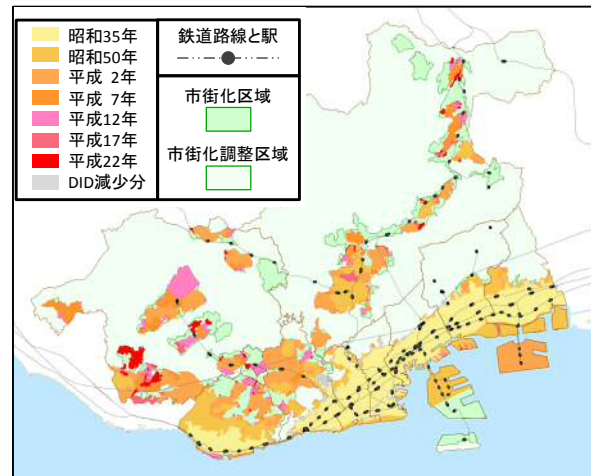 昭和35年
昭和50年
平成 2年
平成 7年
平成12年
平成17年
平成22年
DID減少分
鉄道路線と駅
市街化区域
市街化調整区域